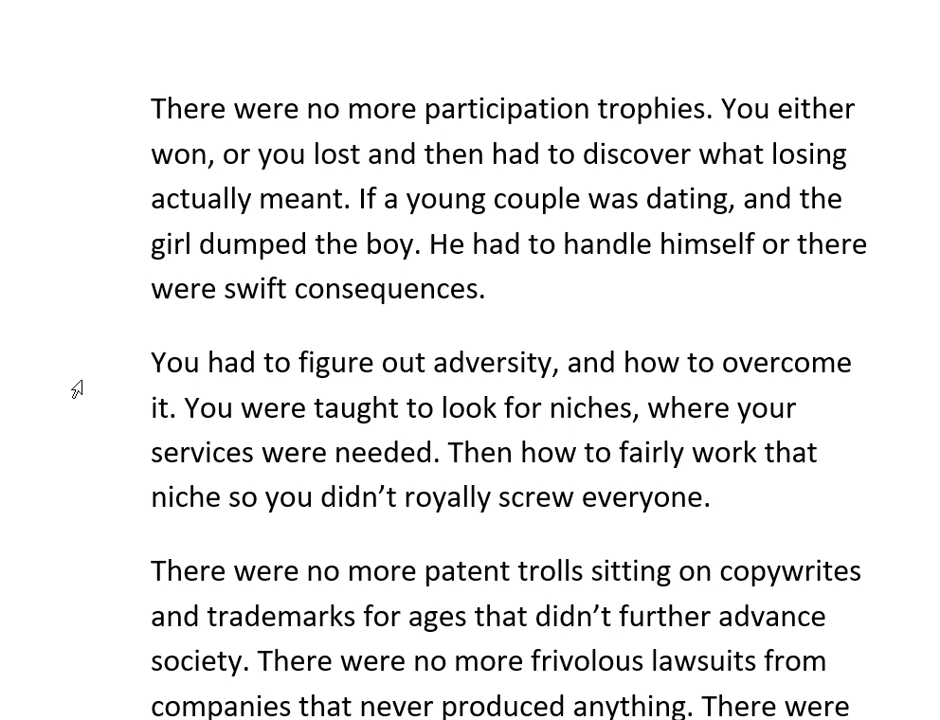 There were no more participation trophies. You either
won, or you lost and then had to discover what losing
actually meant. If a young couple was dating, and the
girl dumped the boy. He had to handle himself or there
were swift consequences.
You had to figure out adversity, and how to overcome
it. You were taught to look for niches, where your
services were needed. Then how to fairly work that
niche so you didn’t royally screw everyone.
There were no more patent trolls sitting on copywrites
and trademarks for ages that didn’t further advance
society. There were no more frivolous lawsuits from
companies that never produced anything. There were